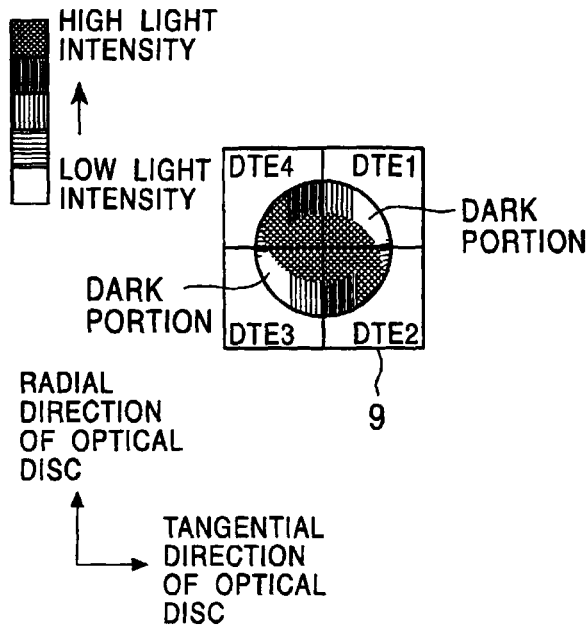 HIGH LIGHT
INTENSITY
LOW LIGHT
INTENSITY
DTE4
DTE1
DARK
PORTION
DARK
PORTION
DTE3
DTE2
9
RADIAL
DIRECTION
OF OPTICAL
DISC
TANGENTIAL
DIRECTION
OF OPTICAL
DISC